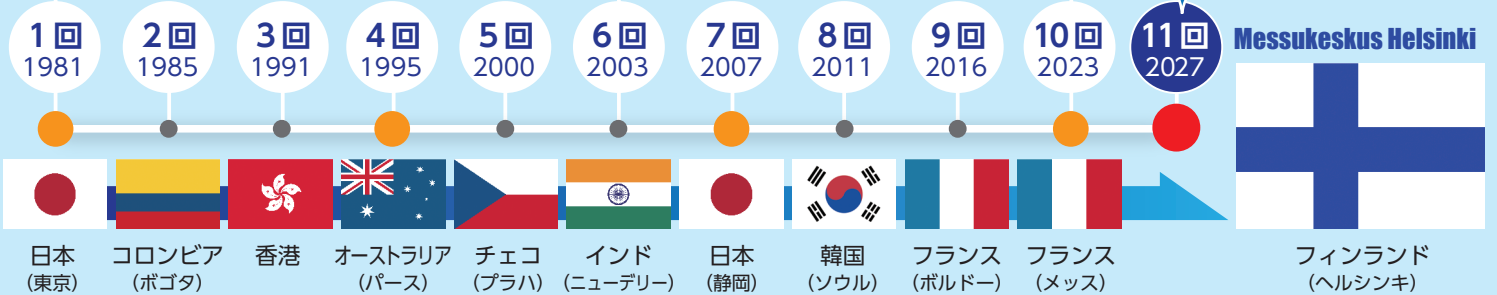 1回
1981
2回
1985
3回
1991
4回
1995
5回
2000
6回
2003
7回
2007
8回
2011
9回
2016
10回
2023
11回
2027
Messukeskus Helsinki
日本
(東京)
コロンビア
(ボゴタ)
香港
オーストラリア
(パース)
チェコ
(プラハ)
インド
(ニューデリー)
日本
(静岡)
韓国
(ソウル)
フランス
(ボルドー)
フランス
(メッス)
フィンランド
(ヘルシンキ)